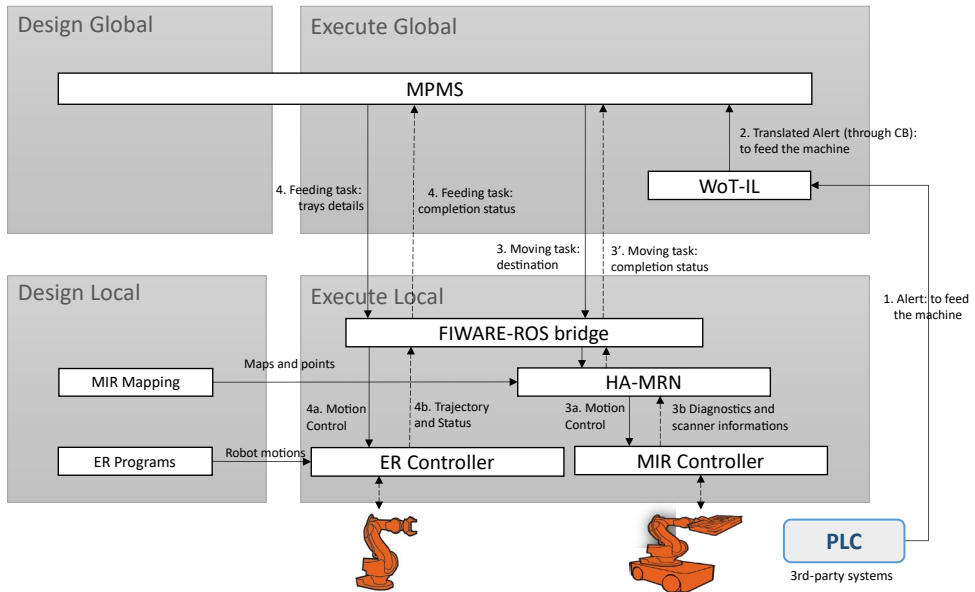 Design Global
Execute Global
MPMS
2. Translated Alert (through CB):
to feed the machine
WoT-IL
4. Feeding task:
trays details
4. Feeding task:
completion status
3. Moving task:
destination
3'. Moving task:
completion status
1. Alert: to feed
the machine
Design Local
Execute Local
FIWARE-ROS bridge
Maps and points
MIR Mapping
HA-MRN
4a. Motion
Control
4b. Trajectory
and Status
3a. Motion
Control
3b Diagnostics and
scanner informations
ER Programs
Robot motions
ER Controller
MIR Controller
PLC
3rd-party systems